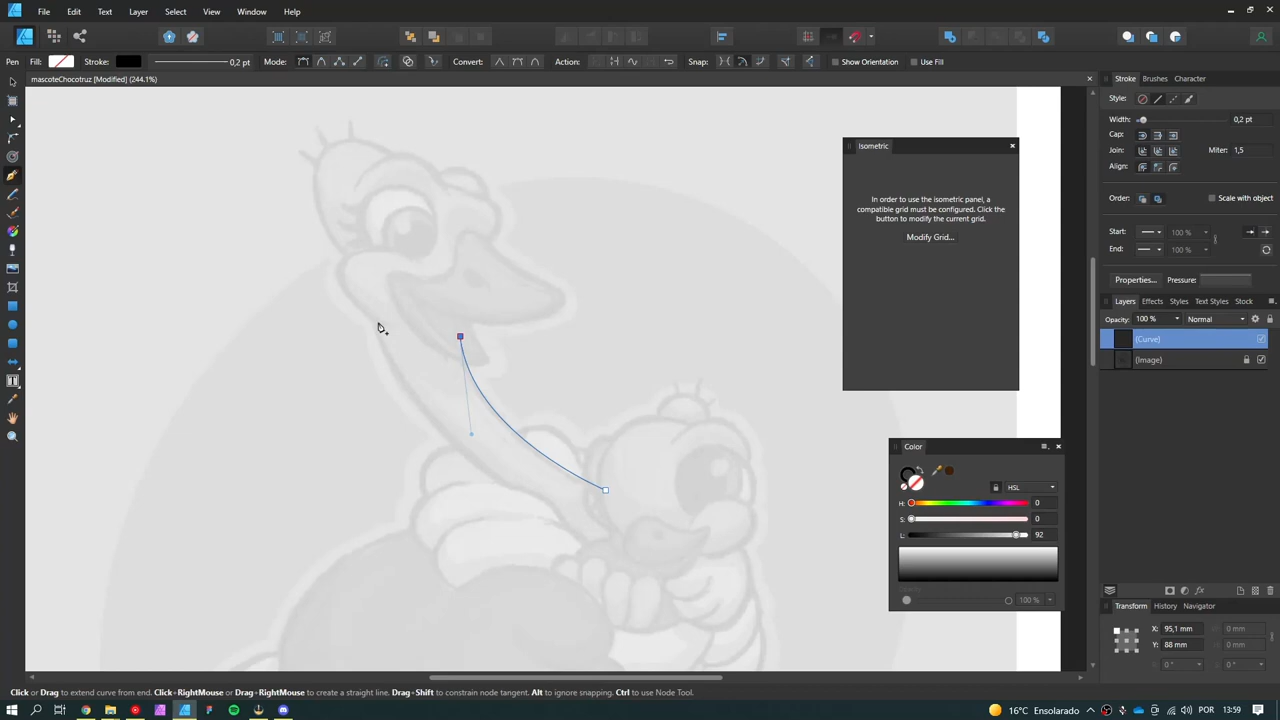 File Edit Text Layer Select View Window Help
Pen Fill: Stroke: 0,2 pt Mode: Convert: Action: Snap: Show Orientation Use Fill
mascoteChocotruz [Modified] (244.1%)
Stroke Brushes Character
Style:
Width: 0,2 pt
Cap:
Join: Miter: 1,5
Align:
Order: Scale with object
Start: 100 %
End: 100 %
Properties... Pressure:
Isometric
In order to use the isometric panel, a
compatible grid must be configured. Click the
button to modify the current grid.
Modify Grid...
Layers Effects Styles Text Styles Stock
Opacity: 100 % Normal
(Curve)
(Image)
Color
HSL
H: 0
S: 0
L: 92
Opacity
100 %
Transform History Navigator
X: 95,1 mm W: 0 mm
Y: 88 mm H: 0 mm
R: 0 ° S: 0 °
Click or Drag to extend curve from end. Click+RightMouse or Drag+RightMouse to create a straight line. Drag+Shift to constrain node tangent. Alt to ignore snapping. Ctrl to use Node Tool.
16°C Ensolarado POR 13:59